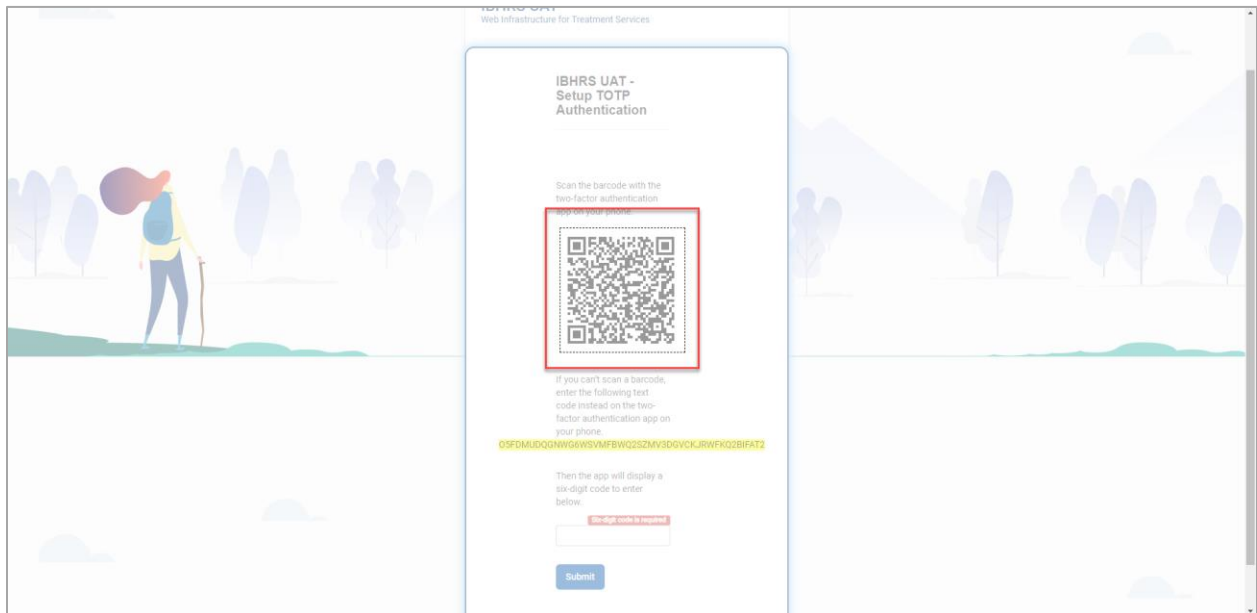 IBHRS UAT
Web Infrastructure for Treatment Services
IBHRS UAT -
Setup TOTP
Authentication
Scan the barcode with the
two-factor authentication
app on your phone.
If you can't scan a barcode,
enter the following text
code instead on the two-
factor authentication app on
your phone.
O5FDMUDQGNWG6WSVMFBWQ2SZMV3DGVCKJRWFKQ2BIFAT2
Then the app will display a
six-digit code to enter
below.
Six-digit code is required
Submit